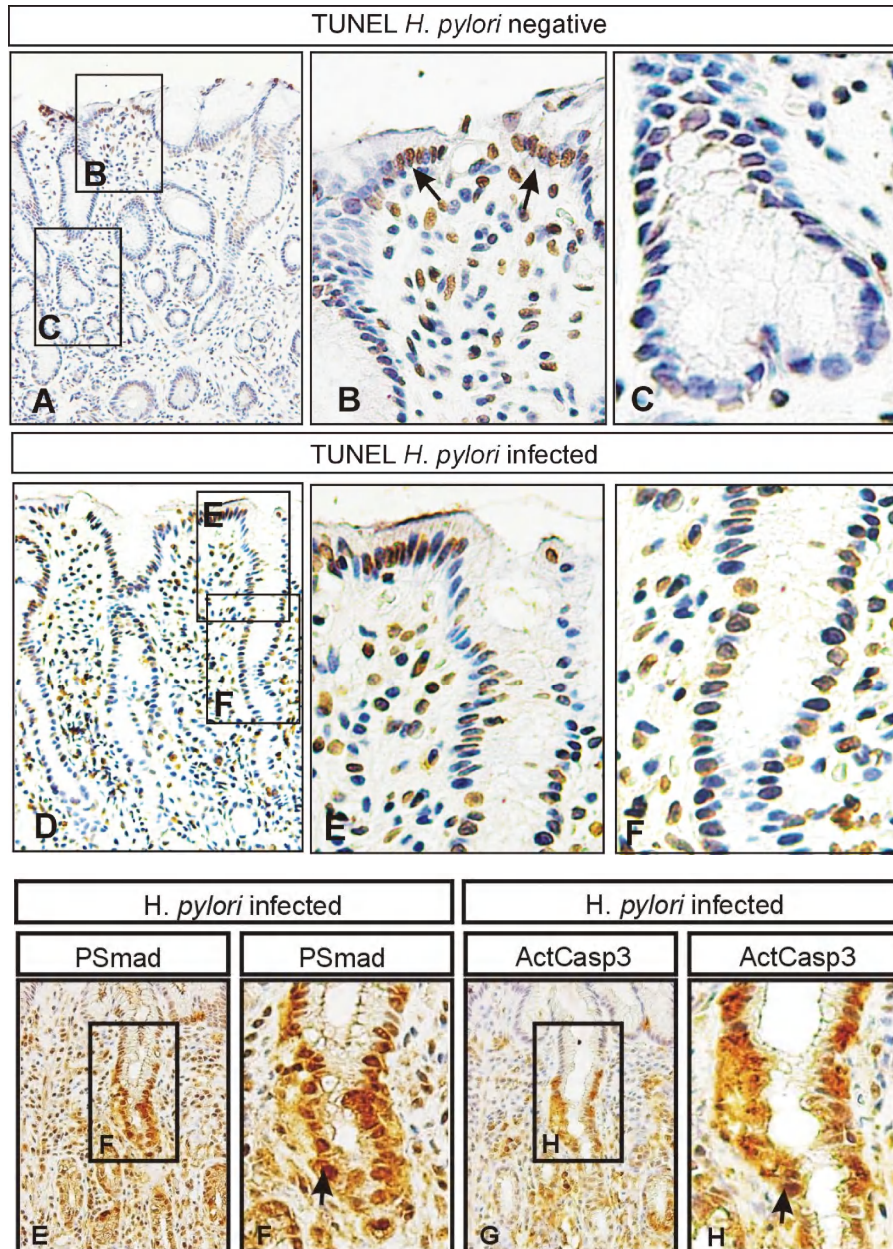 TUNEL H. pylori negative
B
C
A
B
C
TUNEL H. pylori infected
E
F
D
E
F
H. pylori infected
H. pylori infected
PSmad
PSmad
ActCasp3
ActCasp3
F
H
E
F
G
H